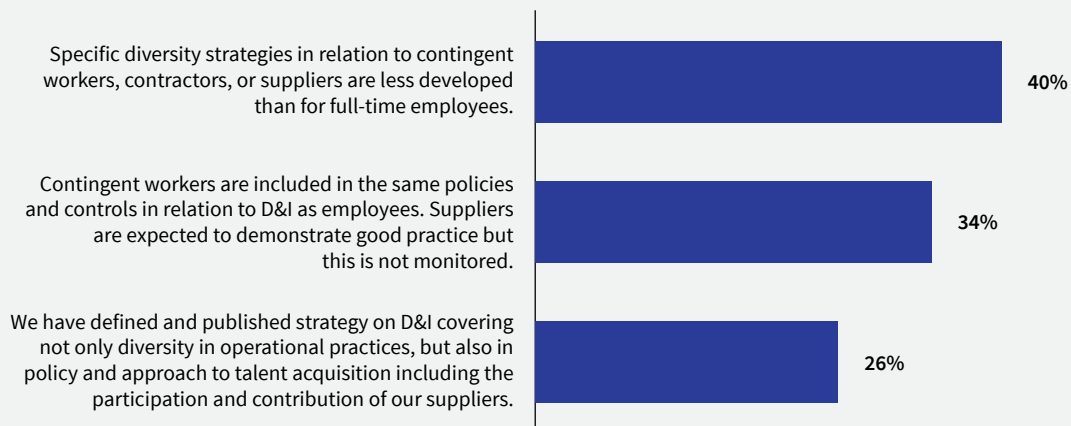 Specific diversity strategies in relation to contingent
workers, contractors, or suppliers are less developed
than for full-time employees.
40%
Contingent workers are included in the same policies
and controls in relation to D&I as employees. Suppliers
are expected to demonstrate good practice but
this is not monitored.
34%
We have defined and published strategy on D&I covering
not only diversity in operational practices, but also in
policy and approach to talent acquisition including the
participation and contribution of our suppliers.
26%